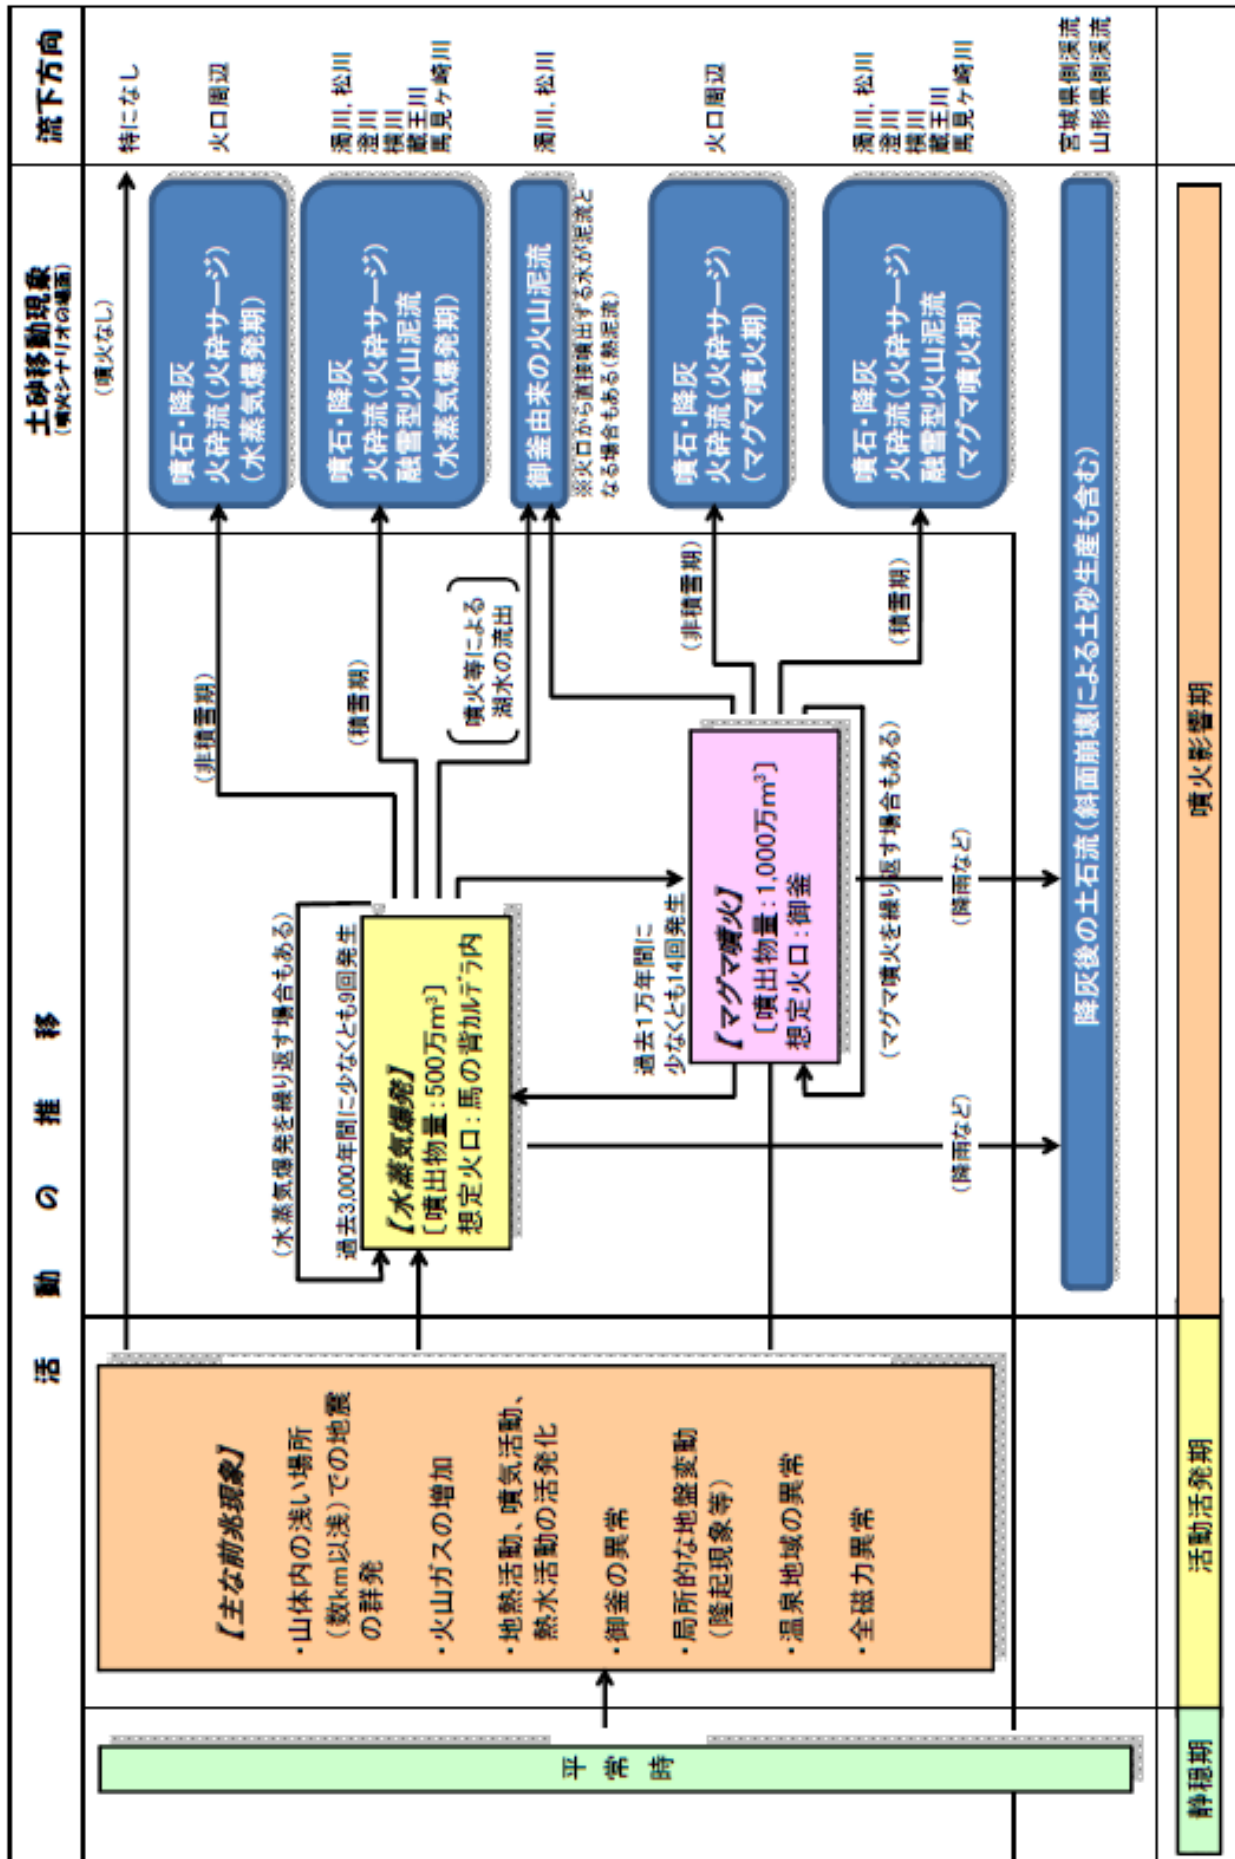 活動の推移
土砂移動現象
(噴火シナリオの場面)
流下方向
平常時
【主な前兆現象】
・山体内の浅い場所
(数km以浅)での地震
の群発
・火山ガスの増加
・地熱活動、噴気活動、
熱水活動の活発化
・御釜の異常
・局所的な地盤変動
(隆起現象等)
・温泉地域の異常
・全磁力異常
(噴火なし)
特になし
(水蒸気爆発を繰り返す場合もある)
過去3,000年間に少なくとも9回発生
【水蒸気爆発】
[噴出物量:500万m³]
想定火口:馬の背カルデラ内
(非積雪期)
噴石・降灰
火砕流(火砕サージ)
(水蒸気爆発期)
火口周辺
(積雪期)
噴石・降灰
火砕流(火砕サージ)
融雪型火山泥流
(水蒸気爆発期)
濁川、松川
澄川
横川
蔵王川
馬見ヶ崎川
(噴火等による
湖水の流出)
御釜由来の火山泥流
※火口から直接噴出する水が泥流と
なる場合もある(熱泥流)
濁川、松川
過去1万年間に
少なくとも14回発生
【マグマ噴火】
[噴出物量:1,000万m³]
想定火口:御釜
(マグマ噴火を繰り返す場合もある)
(非積雪期)
噴石・降灰
火砕流(火砕サージ)
(マグマ噴火期)
火口周辺
(積雪期)
噴石・降灰
火砕流(火砕サージ)
融雪型火山泥流
(マグマ噴火期)
濁川、松川
澄川
横川
蔵王川
馬見ヶ崎川
(降雨など)
(降雨など)
降灰後の土石流(斜面崩壊による土砂生産も含む)
宮城県側渓流
山形県側渓流
静穏期
活動活発期
噴火影響期